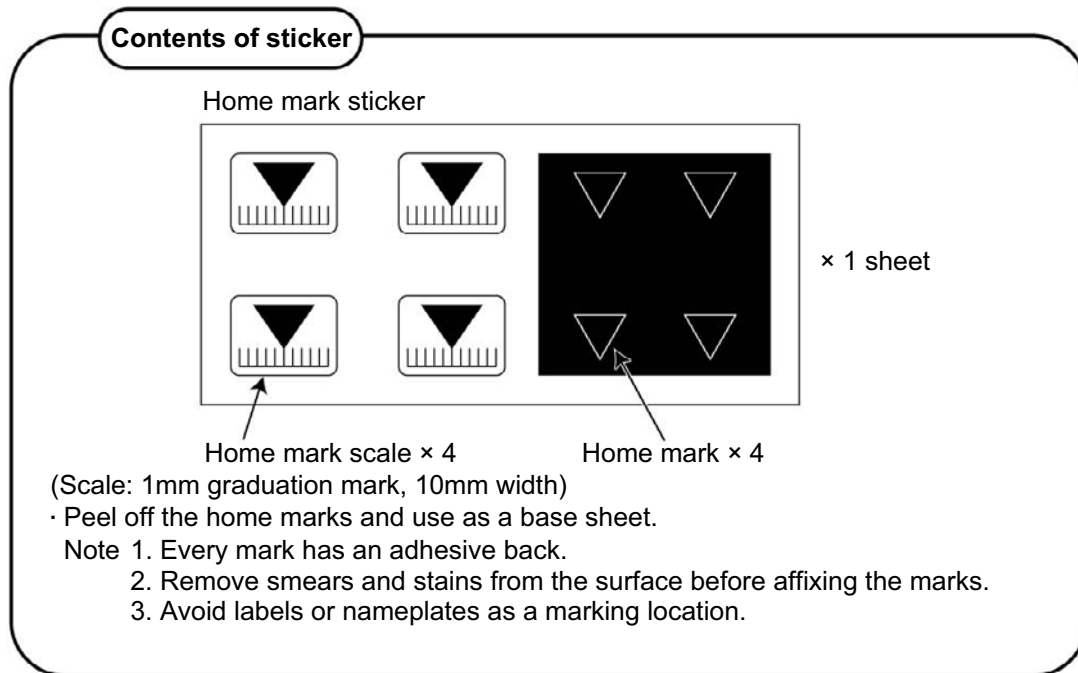 Contents of sticker
Home mark sticker
× 1 sheet
Home mark scale × 4
Home mark × 4
(Scale: 1mm graduation mark, 10mm width)
· Peel off the home marks and use as a base sheet.
Note 1. Every mark has an adhesive back.
2. Remove smears and stains from the surface before affixing the marks.
3. Avoid labels or nameplates as a marking location.